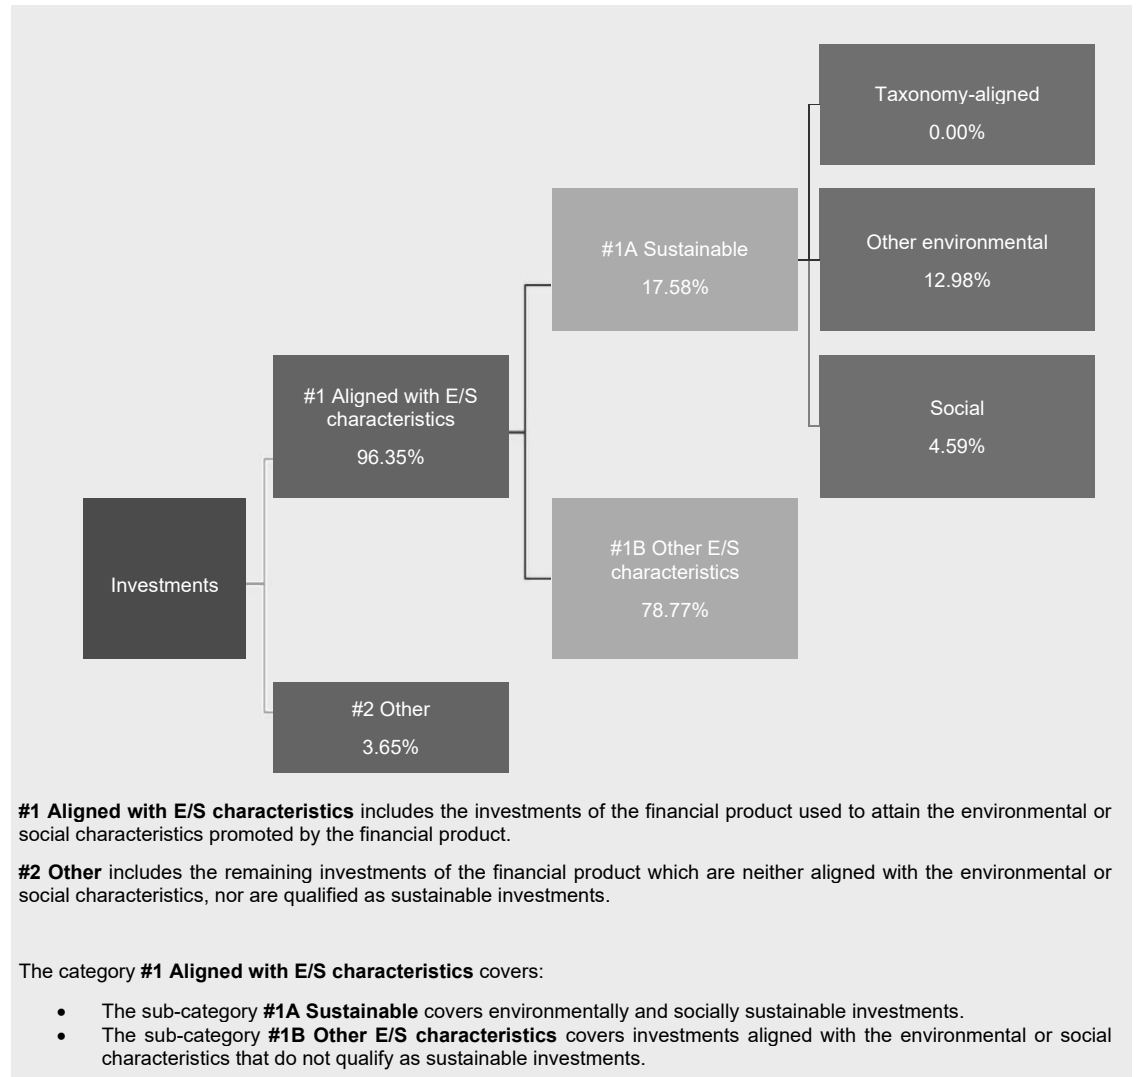 Taxonomy-aligned
0.00%
#1A Sustainable
17.58%
Other environmental
12.98%
#1 Aligned with E/S
characteristics
96.35%
Social
4.59%
Investments
#1B Other E/S
characteristics
78.77%
#2 Other
3.65%
#1 Aligned with E/S characteristics includes the investments of the financial product used to attain the environmental or
social characteristics promoted by the financial product.
#2 Other includes the remaining investments of the financial product which are neither aligned with the environmental or
social characteristics, nor are qualified as sustainable investments.
The category #1 Aligned with E/S characteristics covers:
• The sub-category #1A Sustainable covers environmentally and socially sustainable investments.
• The sub-category #1B Other E/S characteristics covers investments aligned with the environmental or social
characteristics that do not qualify as sustainable investments.